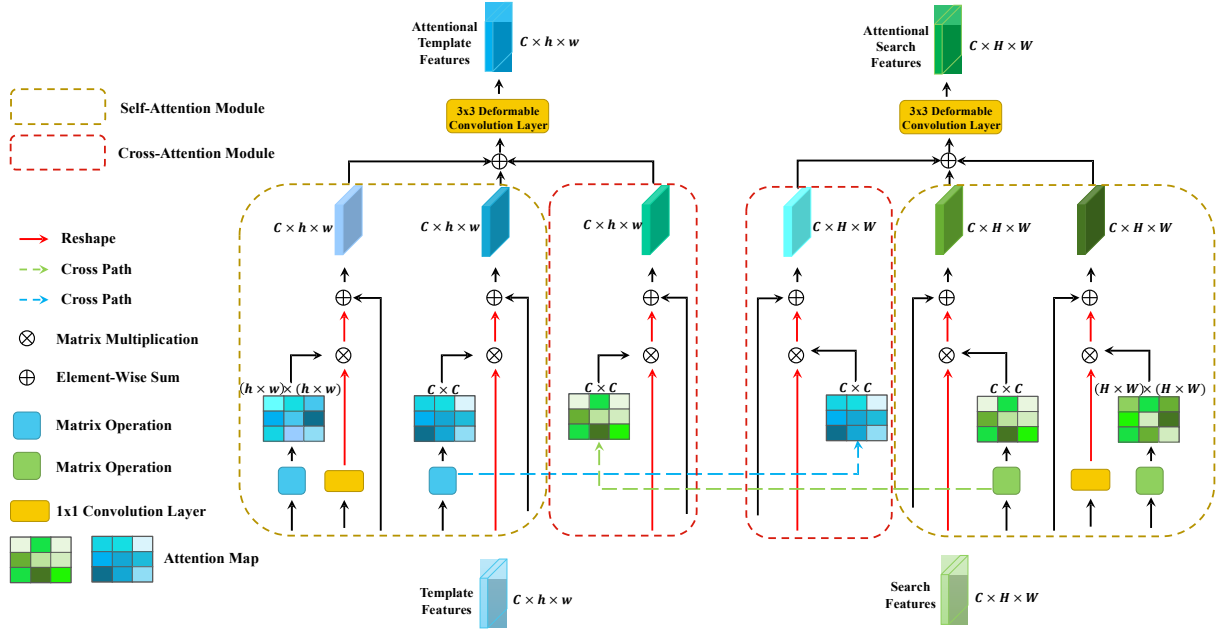 Attentional
Template
Features
C × h × w
Attentional
Search
Features
C × H × W
3x3 Deformable
Convolution Layer
3x3 Deformable
Convolution Layer
Self-Attention Module
Cross-Attention Module
C × h × w
C × h × w
C × h × w
C × H × W
C × H × W
C × H × W
Reshape
Cross Path
Cross Path
Matrix Multiplication
Element-Wise Sum
Matrix Operation
Matrix Operation
1x1 Convolution Layer
Attention Map
(h × w) × (h × w)
C × C
C × C
C × C
C × C
(H × W) × (H × W)
Template
Features
C × h × w
Search
Features
C × H × W